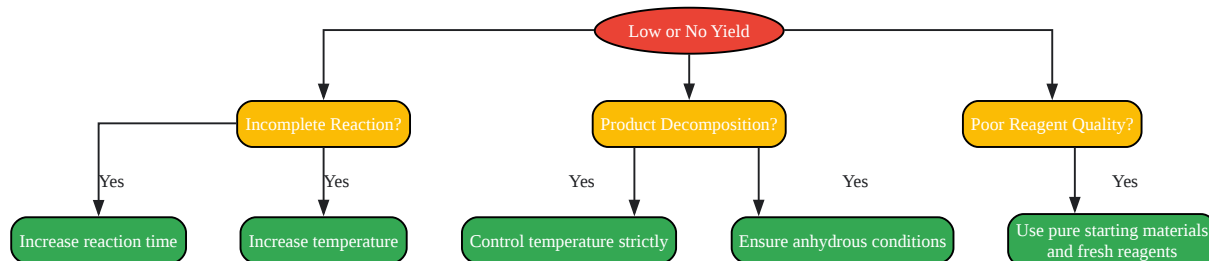 Low or No Yield
Incomplete Reaction?
Product Decomposition?
Poor Reagent Quality?
Yes
Yes
Yes
Yes
Yes
Increase reaction time
Increase temperature
Control temperature strictly
Ensure anhydrous conditions
Use pure starting materials
and fresh reagents